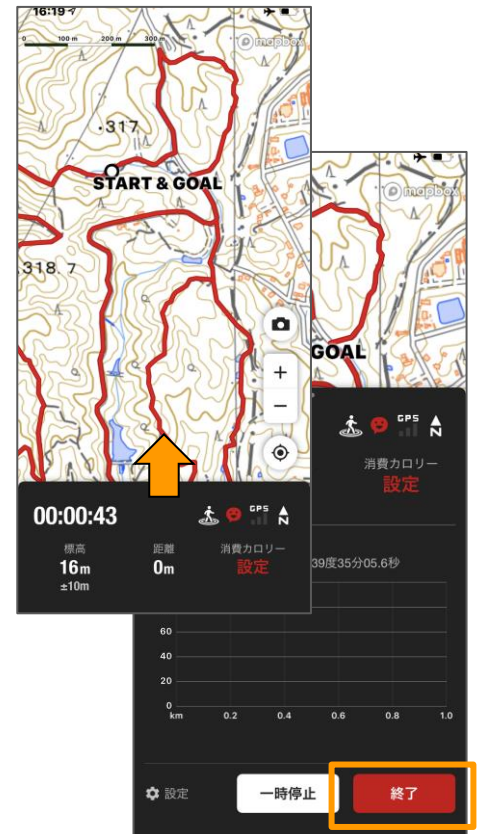 16:19
0 100 m 200 m 300 m
mapbox
317
START & GOAL
318. 7
+
−
00:00:43
GPS
N
標高
距離
消費カロリー
16m
0m
設定
±10m
mapbox
GOAL
GPS
N
消費カロリー
設定
39度35分05.6秒
60
40
20
0
km 0.2 0.4 0.6 0.8 1.0
設定
一時停止
終了